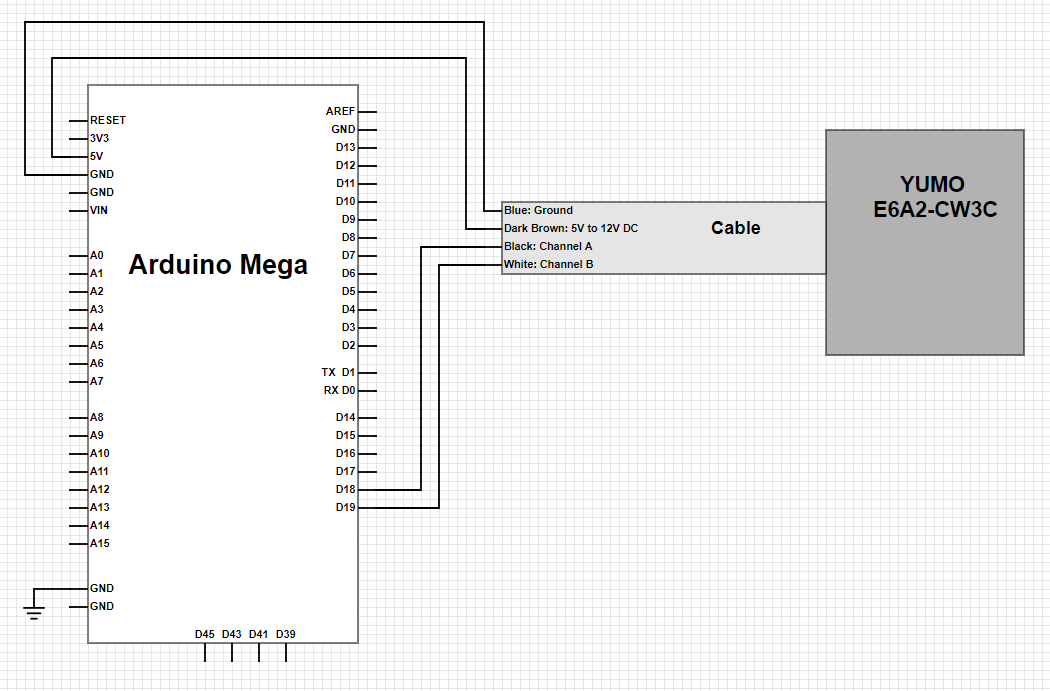 RESET
3V3
5V
GND
GND
VIN
A0
A1
A2
A3
A4
A5
A6
A7
A8
A9
A10
A11
A12
A13
A14
A15
GND
GND
Arduino Mega
AREF
GND
D13
D12
D11
D10
D9
D8
D7
D6
D5
D4
D3
D2
TX D1
RX D0
D14
D15
D16
D17
D18
D19
D45 D43 D41 D39
Blue: Ground
Dark Brown: 5V to 12V DC
Black: Channel A
White: Channel B
Cable
YUMO
E6A2-CW3C